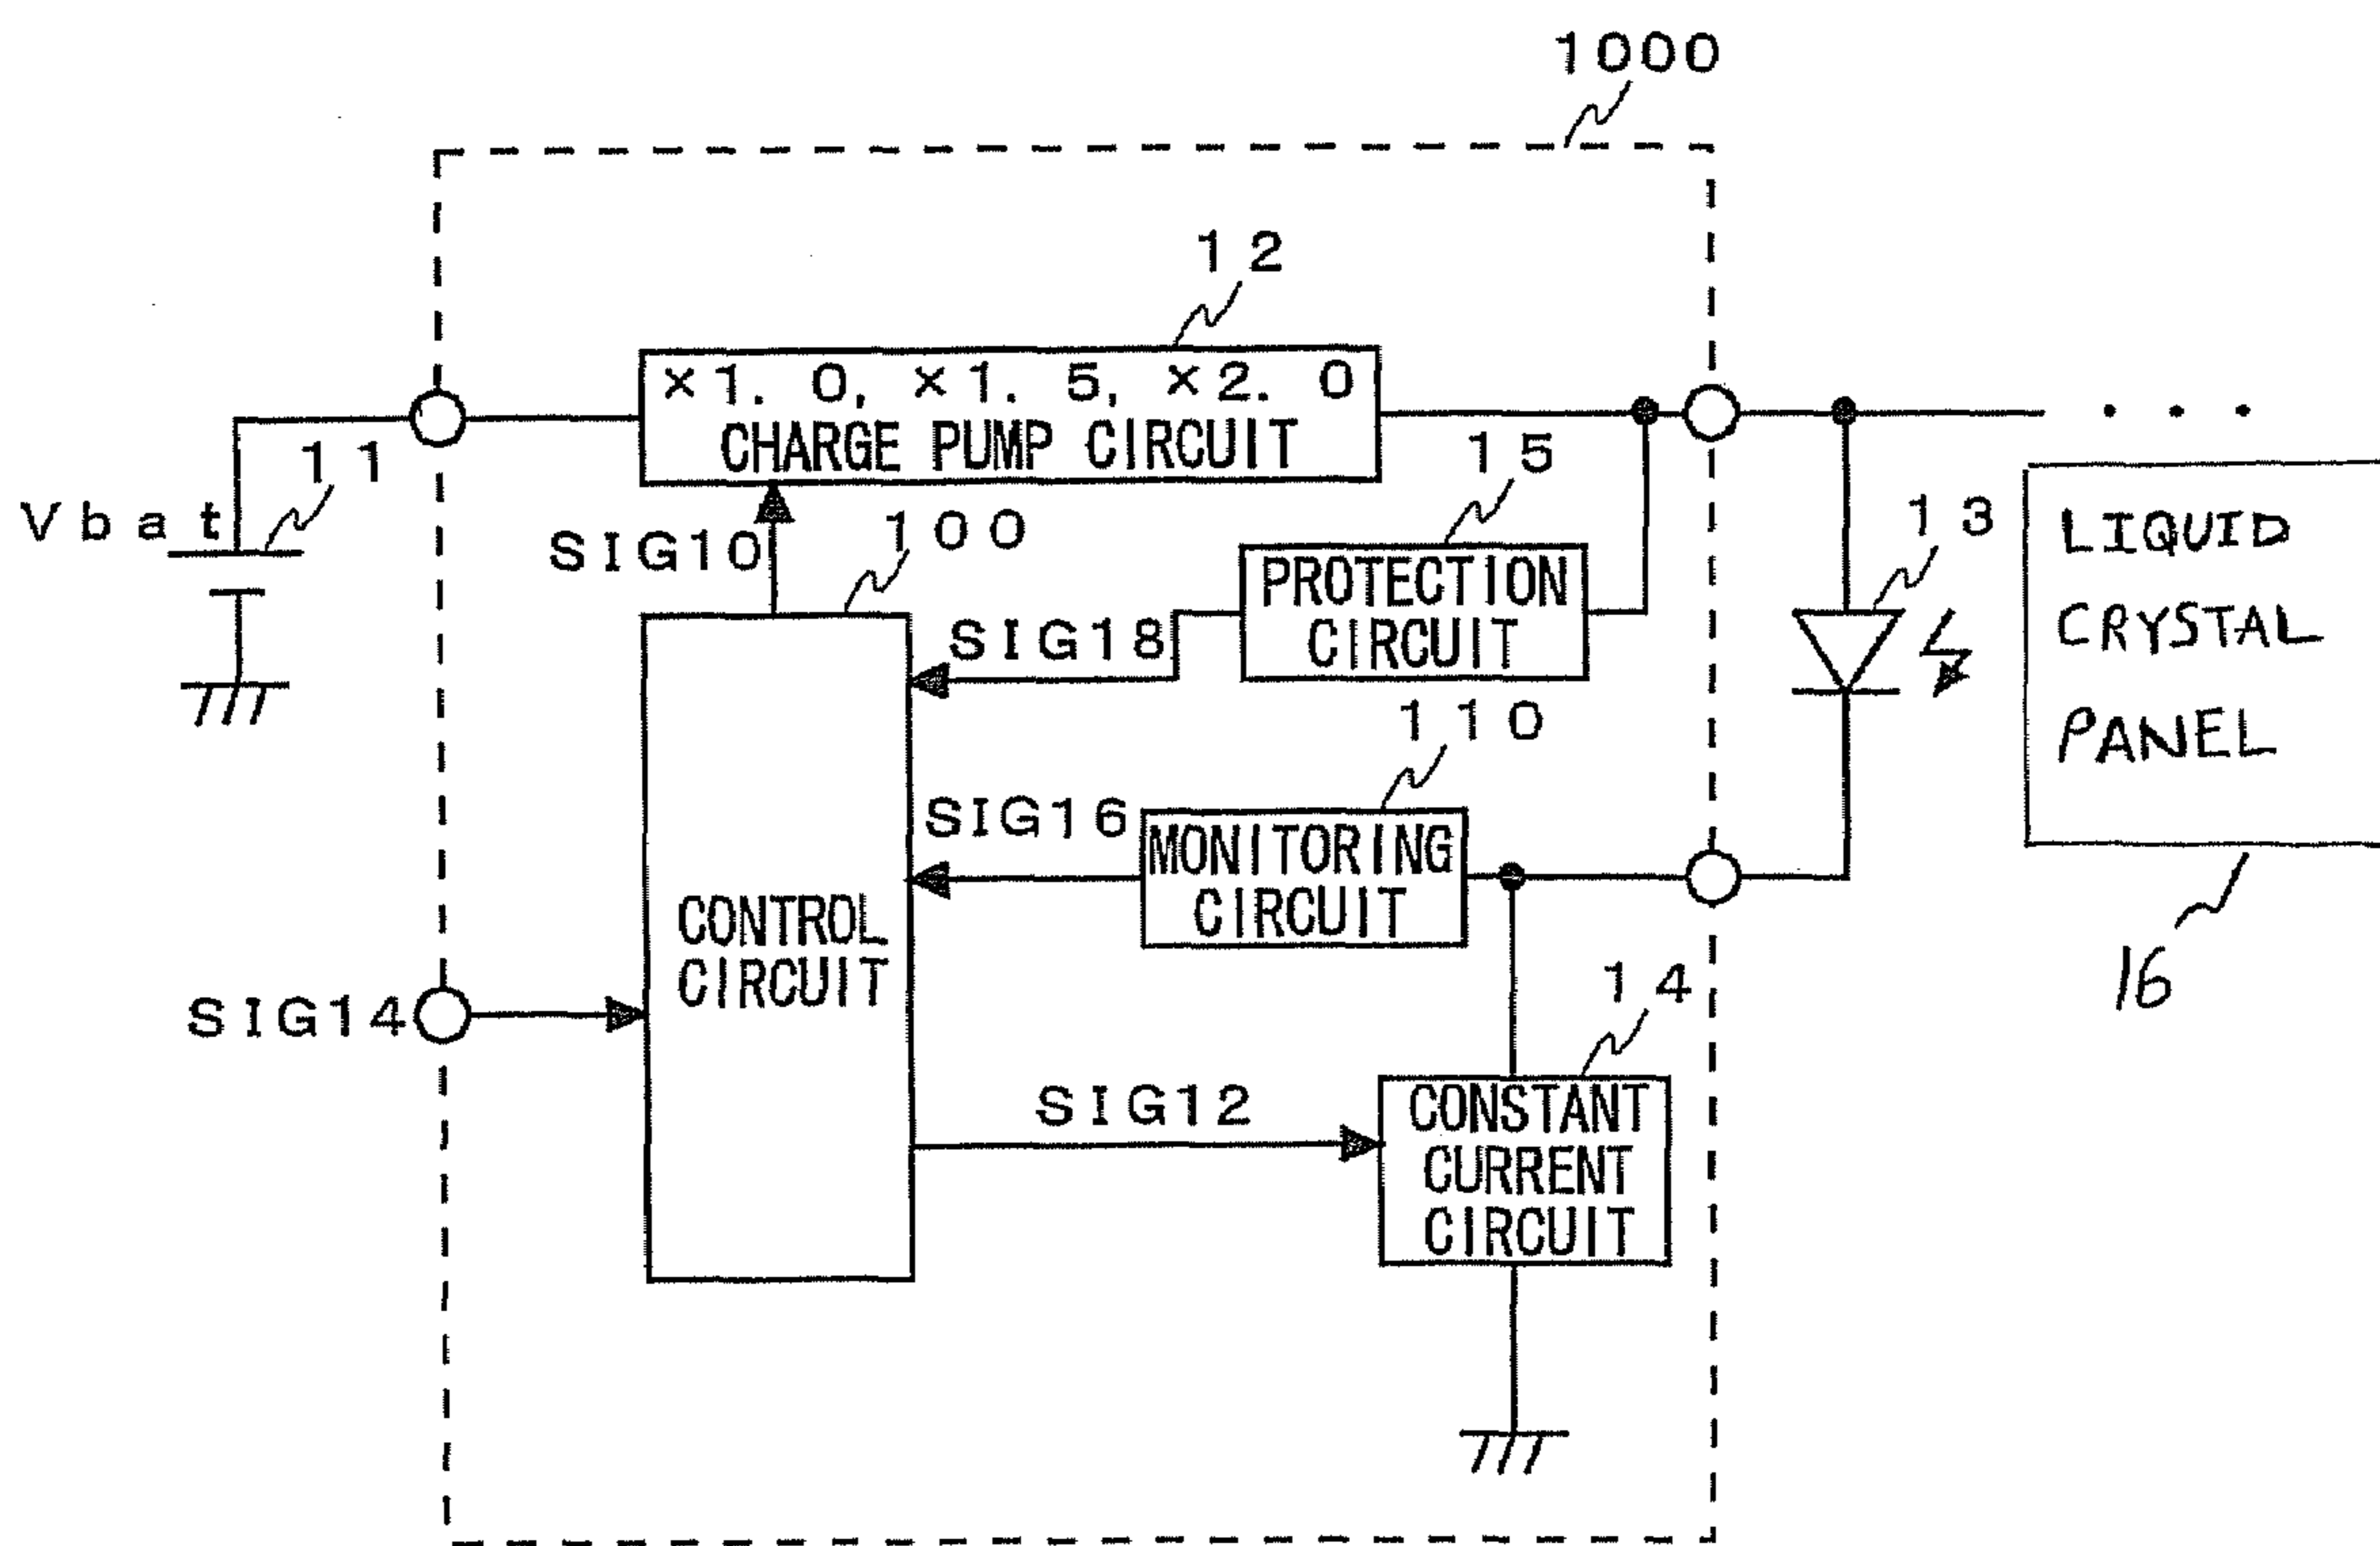 1000
12
×1. 0, ×1. 5, ×2. 0
CHARGE PUMP CIRCUIT
11
Vbat
SIG10
100
15
PROTECTION
CIRCUIT
SIG18
13
LIQUID
CRYSTAL
PANEL
16
110
SIG16
MONITORING
CIRCUIT
CONTROL
CIRCUIT
SIG14
14
SIG12
CONSTANT
CURRENT
CIRCUIT